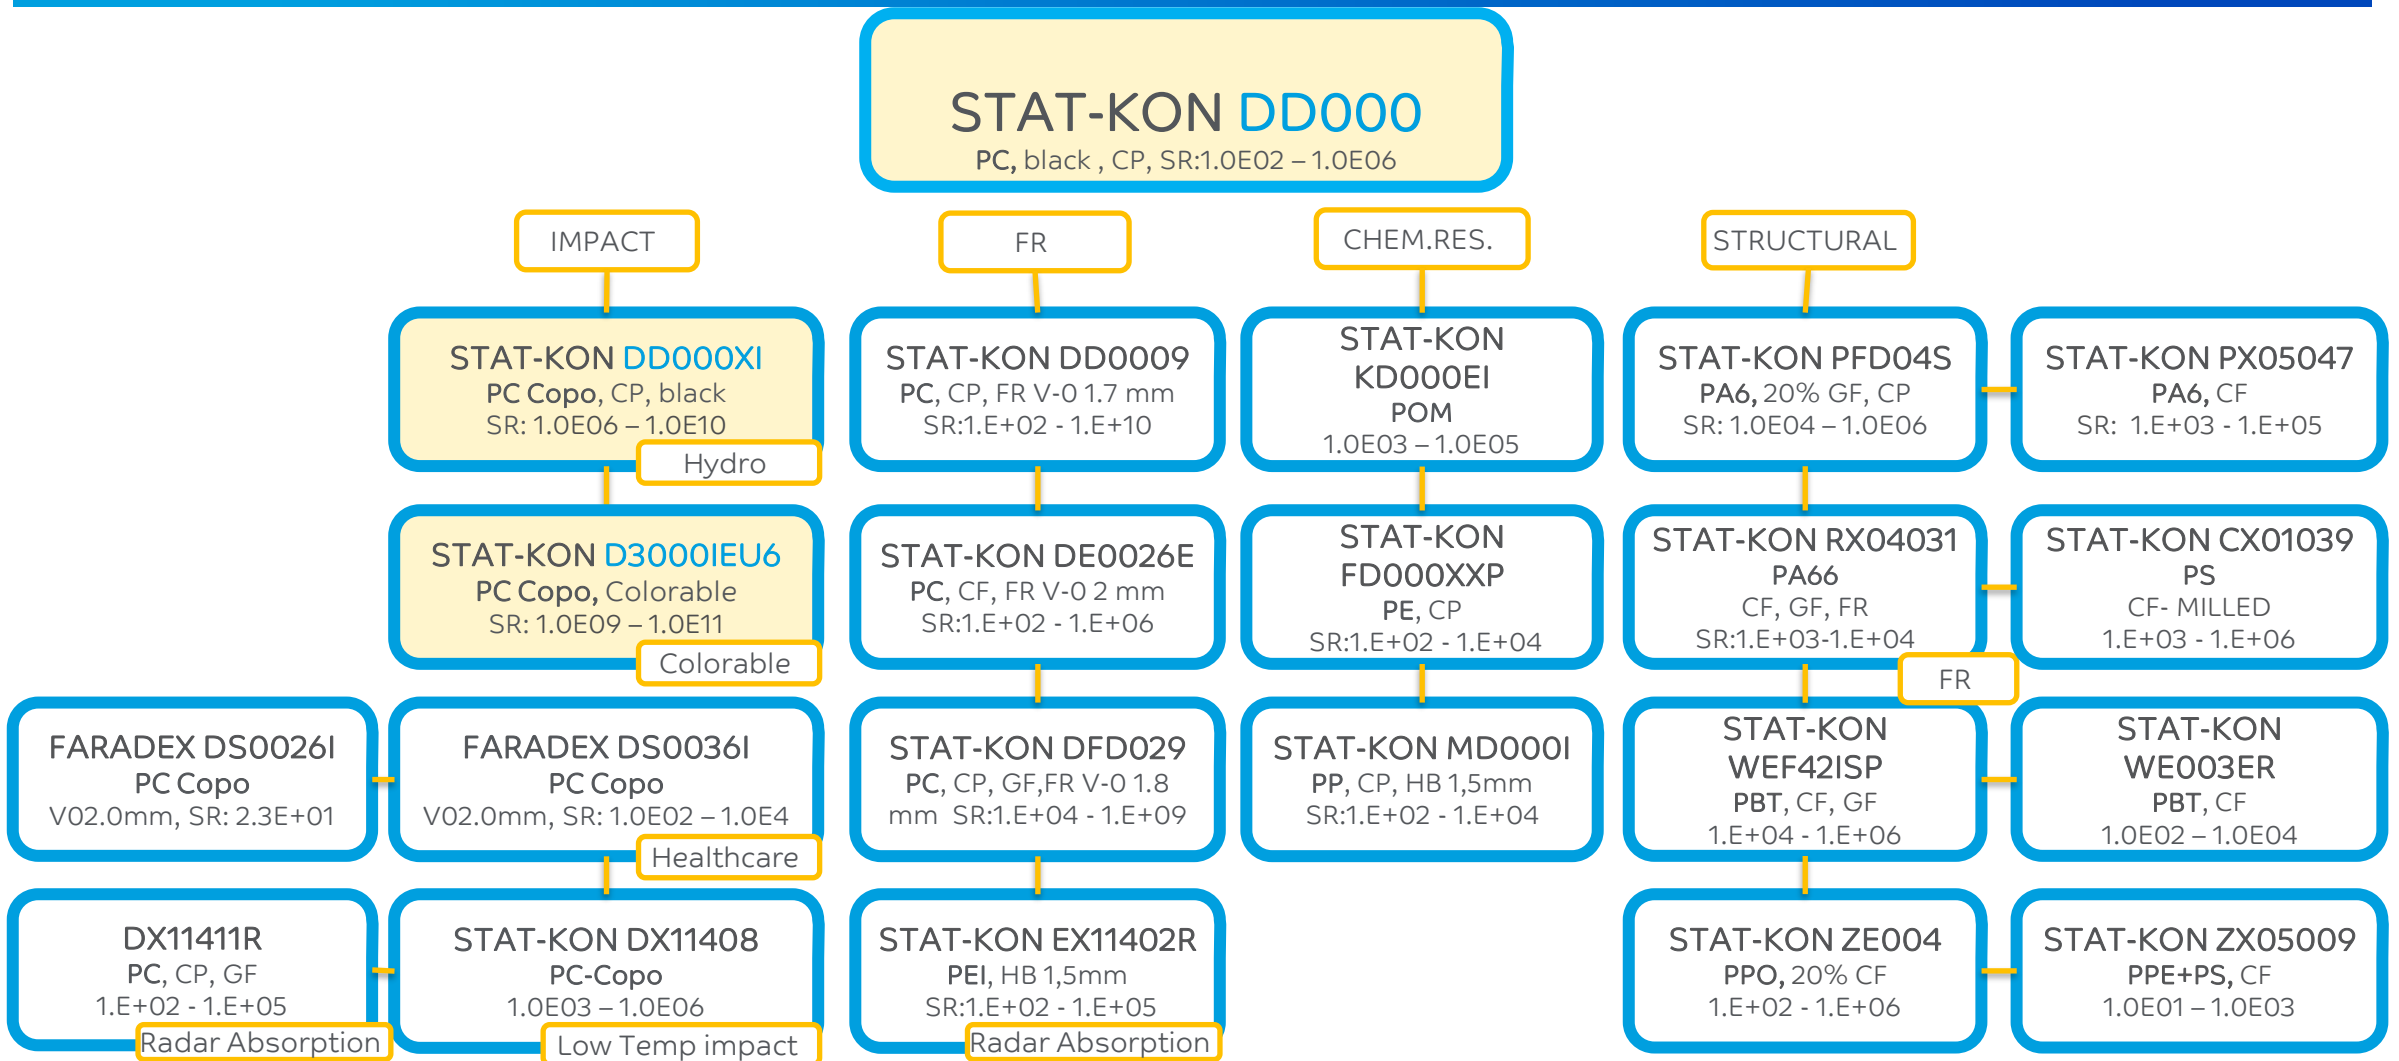 STAT-KON DD000
PC, black , CP, SR:1.0E02 – 1.0E06
IMPACT
FR
CHEM.RES.
STRUCTURAL
STAT-KON DD000XI
PC Copo, CP, black
SR: 1.0E06 – 1.0E10
Hydro
STAT-KON DD0009
PC, CP, FR V-0 1.7 mm
SR:1.E+02 - 1.E+10
STAT-KON
KD000EI
POM
1.0E03 – 1.0E05
STAT-KON PFD04S
PA6, 20% GF, CP
SR: 1.0E04 – 1.0E06
STAT-KON PX05047
PA6, CF
SR: 1.E+03 - 1.E+05
STAT-KON D3000IEU6
PC Copo, Colorable
SR: 1.0E09 – 1.0E11
Colorable
STAT-KON DE0026E
PC, CF, FR V-0 2 mm
SR:1.E+02 - 1.E+06
STAT-KON
FD000XXP
PE, CP
SR:1.E+02 - 1.E+04
STAT-KON RX04031
PA66
CF, GF, FR
SR:1.E+03-1.E+04
FR
STAT-KON CX01039
PS
CF- MILLED
1.E+03 - 1.E+06
FARADEX DS0026I
PC Copo
V02.0mm, SR: 2.3E+01
FARADEX DS0036I
PC Copo
V02.0mm, SR: 1.0E02 – 1.0E4
Healthcare
STAT-KON DFD029
PC, CP, GF,FR V-0 1.8
mm SR:1.E+04 - 1.E+09
STAT-KON MD000I
PP, CP, HB 1,5mm
SR:1.E+02 - 1.E+04
STAT-KON
WEF42ISP
PBT, CF, GF
1.E+04 - 1.E+06
STAT-KON
WE003ER
PBT, CF
1.0E02 – 1.0E04
DX11411R
PC, CP, GF
1.E+02 - 1.E+05
Radar Absorption
STAT-KON DX11408
PC-Copo
1.0E03 – 1.0E06
Low Temp impact
STAT-KON EX11402R
PEI, HB 1,5mm
SR:1.E+02 - 1.E+05
Radar Absorption
STAT-KON ZE004
PPO, 20% CF
1.E+02 - 1.E+06
STAT-KON ZX05009
PPE+PS, CF
1.0E01 – 1.0E03